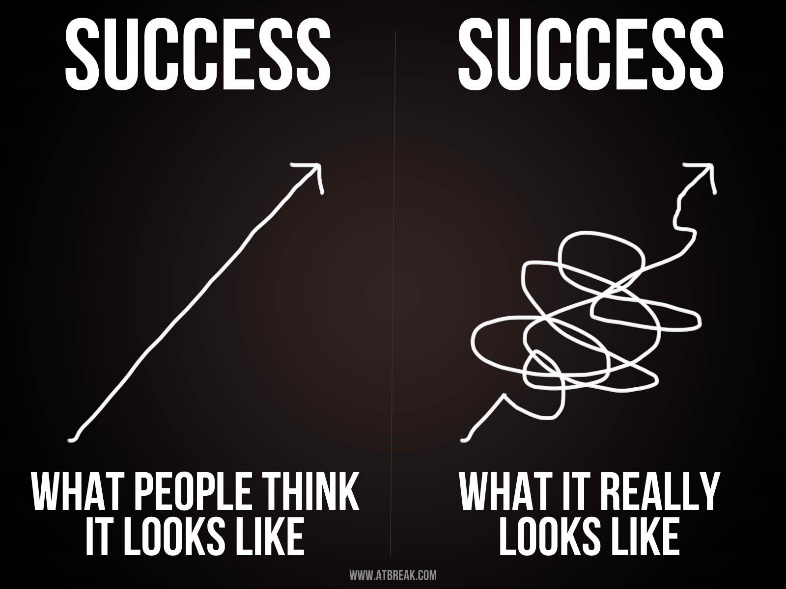 SUCCESS
WHAT PEOPLE THINK
IT LOOKS LIKE
SUCCESS
WHAT IT REALLY
LOOKS LIKE
WWW.ATBREAK.COM